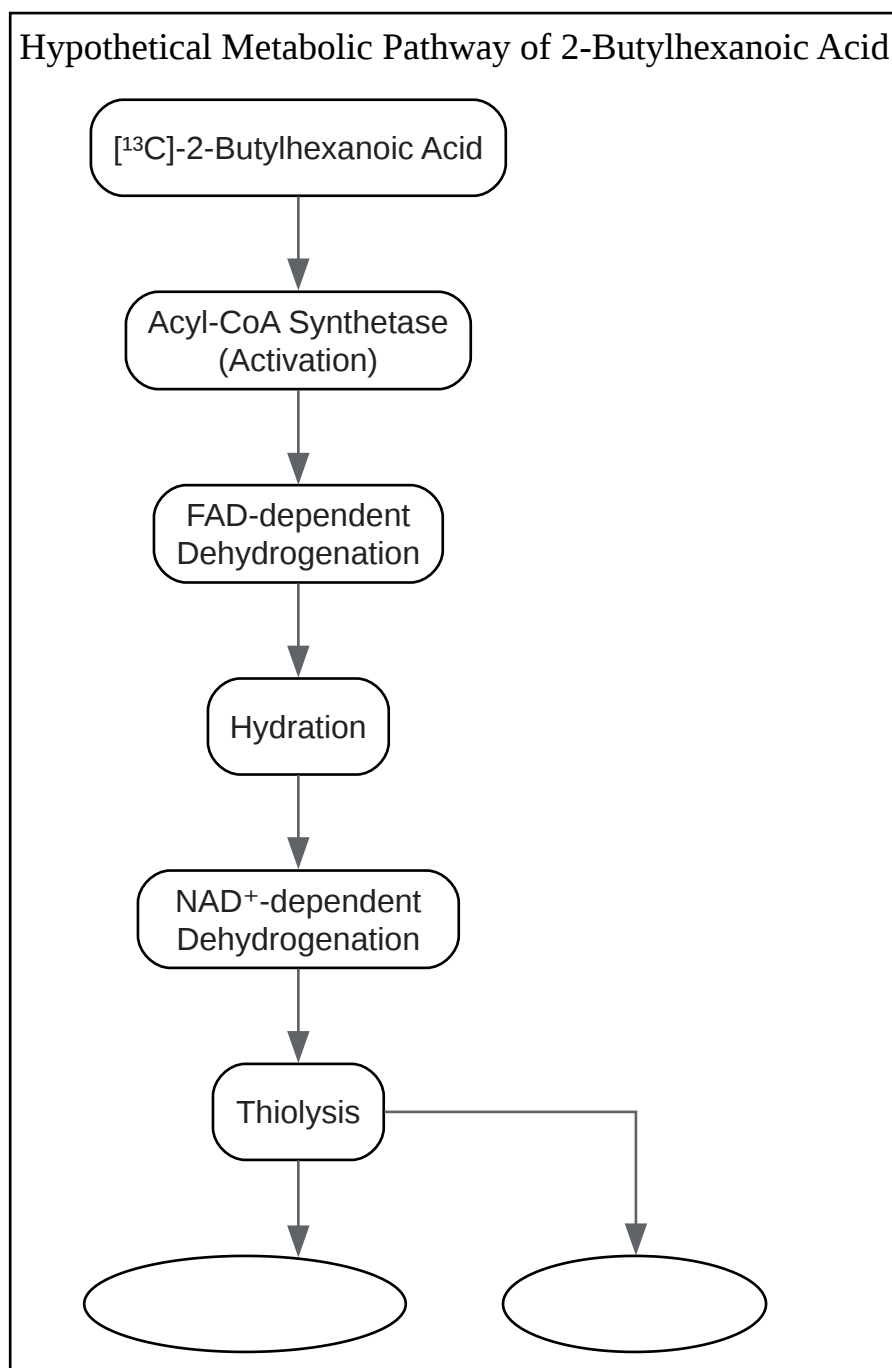 Hypothetical Metabolic Pathway of 2-Butylhexanoic Acid
[¹³C]-2-Butylhexanoic Acid
Acyl-CoA Synthetase
(Activation)
FAD-dependent
Dehydrogenation
Hydration
NAD⁺-dependent
Dehydrogenation
Thiolysis